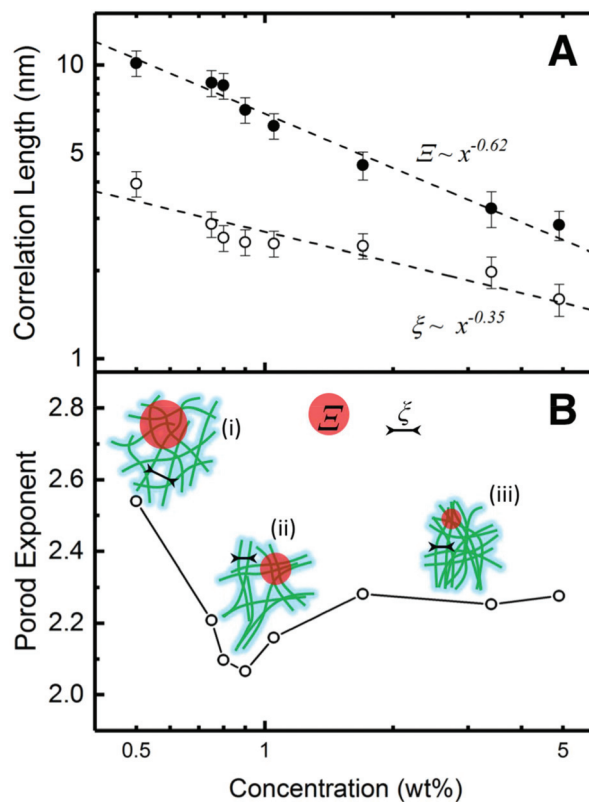 A
10
5
1
Correlation Length (nm)
Ξ ~ x^-0.62
ξ ~ x^-0.35
B
2.8
2.6
2.4
2.2
2.0
Porod Exponent
(i)
Ξ
ξ
(ii)
(iii)
0.5
1
5
Concentration (wt%)